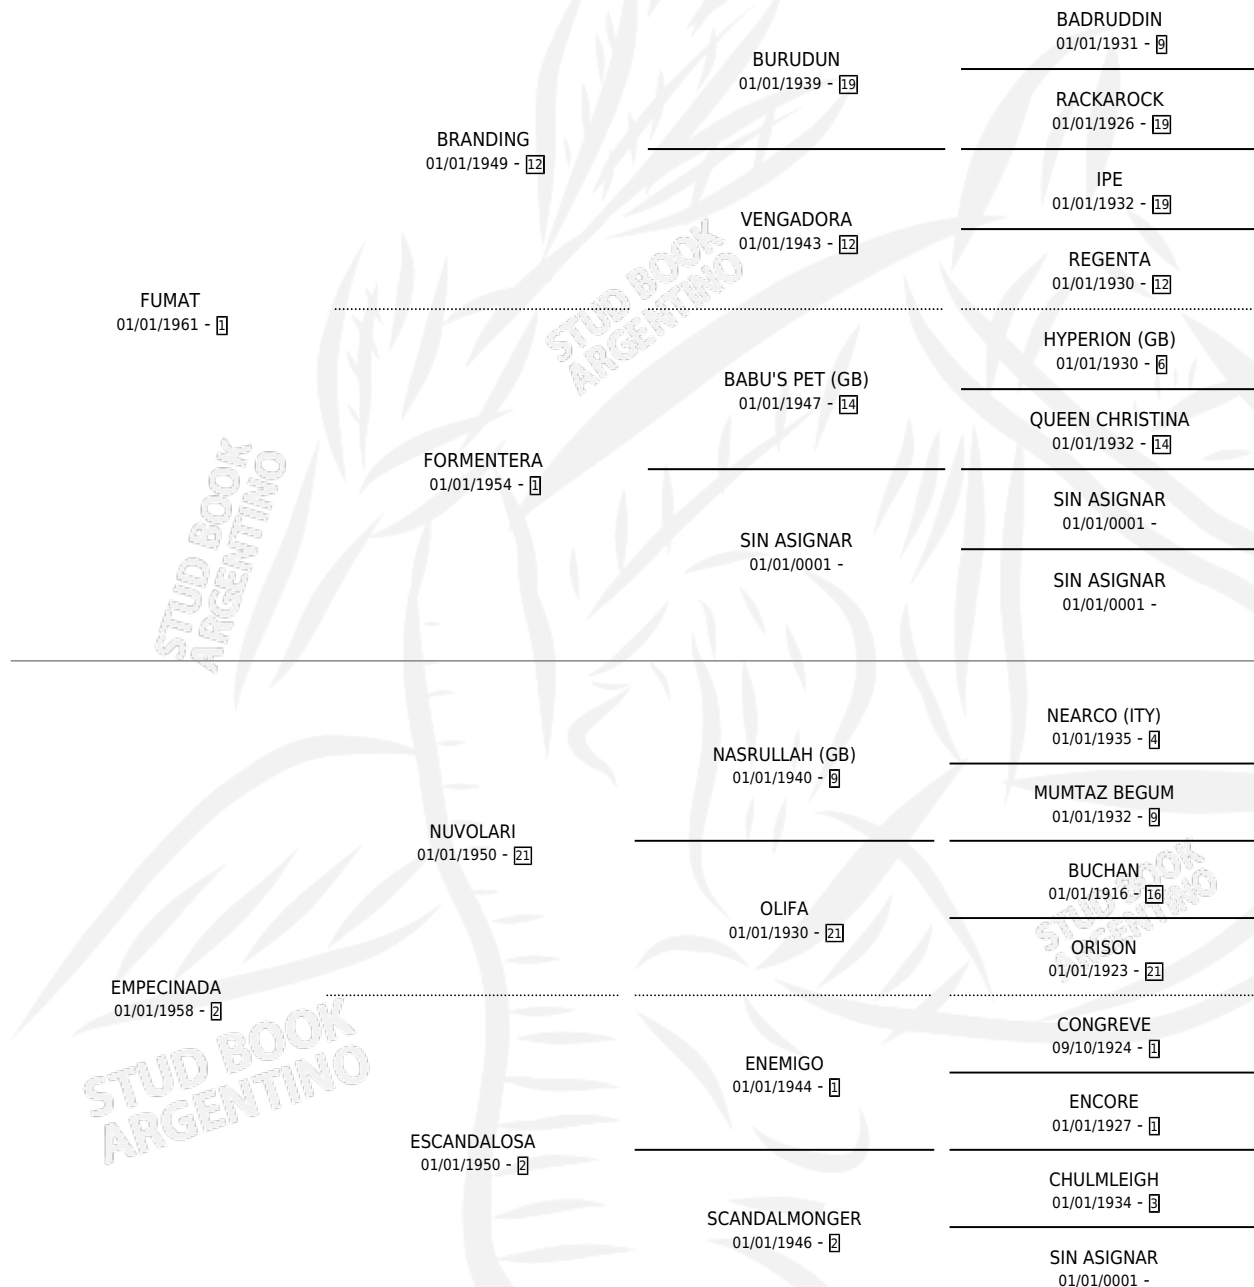 BADRUDDIN
01/01/1931 - 9
BURUDUN
01/01/1939 - 19
RACKAROCK
01/01/1926 - 19
BRANDING
01/01/1949 - 12
IPE
01/01/1932 - 19
VENGADORA
01/01/1943 - 12
REGENTA
01/01/1930 - 12
FUMAT
01/01/1961 - 1
HYPERION (GB)
01/01/1930 - 6
BABU'S PET (GB)
01/01/1947 - 14
QUEEN CHRISTINA
01/01/1932 - 14
FORMENTERA
01/01/1954 - 1
SIN ASIGNAR
01/01/0001 -
SIN ASIGNAR
01/01/0001 -
SIN ASIGNAR
01/01/0001 -
STUD BOOK
ARGENTINO
STUD BOOK
ARGENTINO
NEARCO (ITY)
01/01/1935 - 4
NASRULLAH (GB)
01/01/1940 - 9
MUMTAZ BEGUM
01/01/1932 - 9
NUVOLARI
01/01/1950 - 21
BUCHAN
01/01/1916 - 16
OLIFA
01/01/1930 - 21
ORISON
01/01/1923 - 21
EMPECINADA
01/01/1958 - 2
CONGREVE
09/10/1924 - 1
ENEMIGO
01/01/1944 - 1
ENCORE
01/01/1927 - 1
ESCANDALOSA
01/01/1950 - 2
CHULMLEIGH
01/01/1934 - 3
SCANDALMONGER
01/01/1946 - 2
SIN ASIGNAR
01/01/0001 -
STUD BOOK
ARGENTINO
STUD BOOK
ARGENTINO